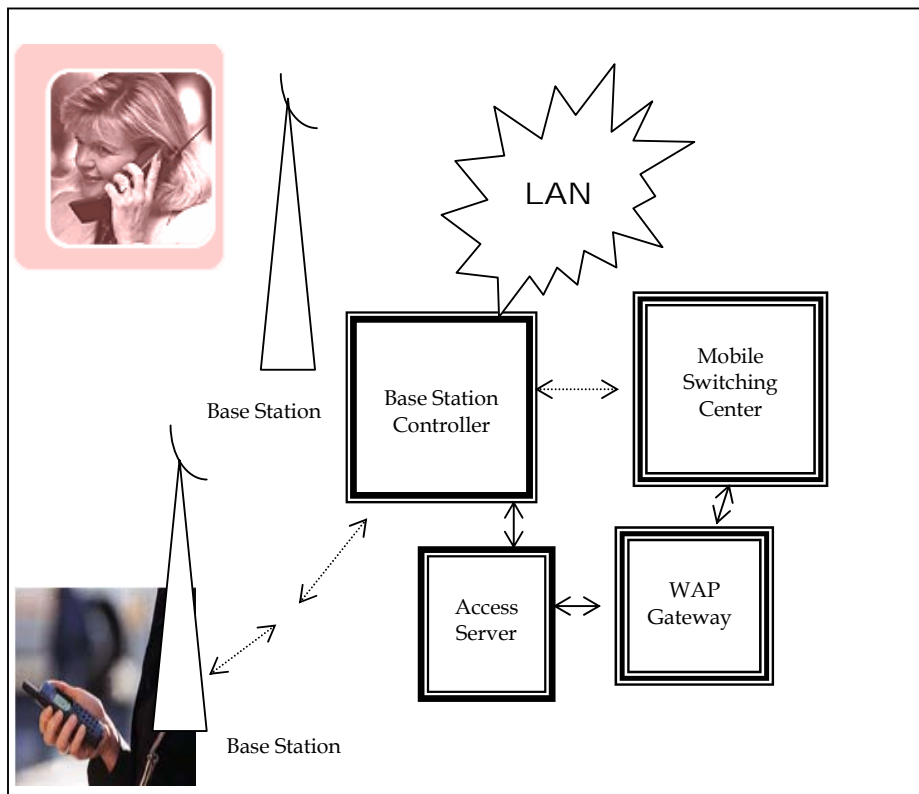 LAN
Mobile
Switching
Center
Base Station
Controller
Base Station
Access
Server
WAP
Gateway
Base Station